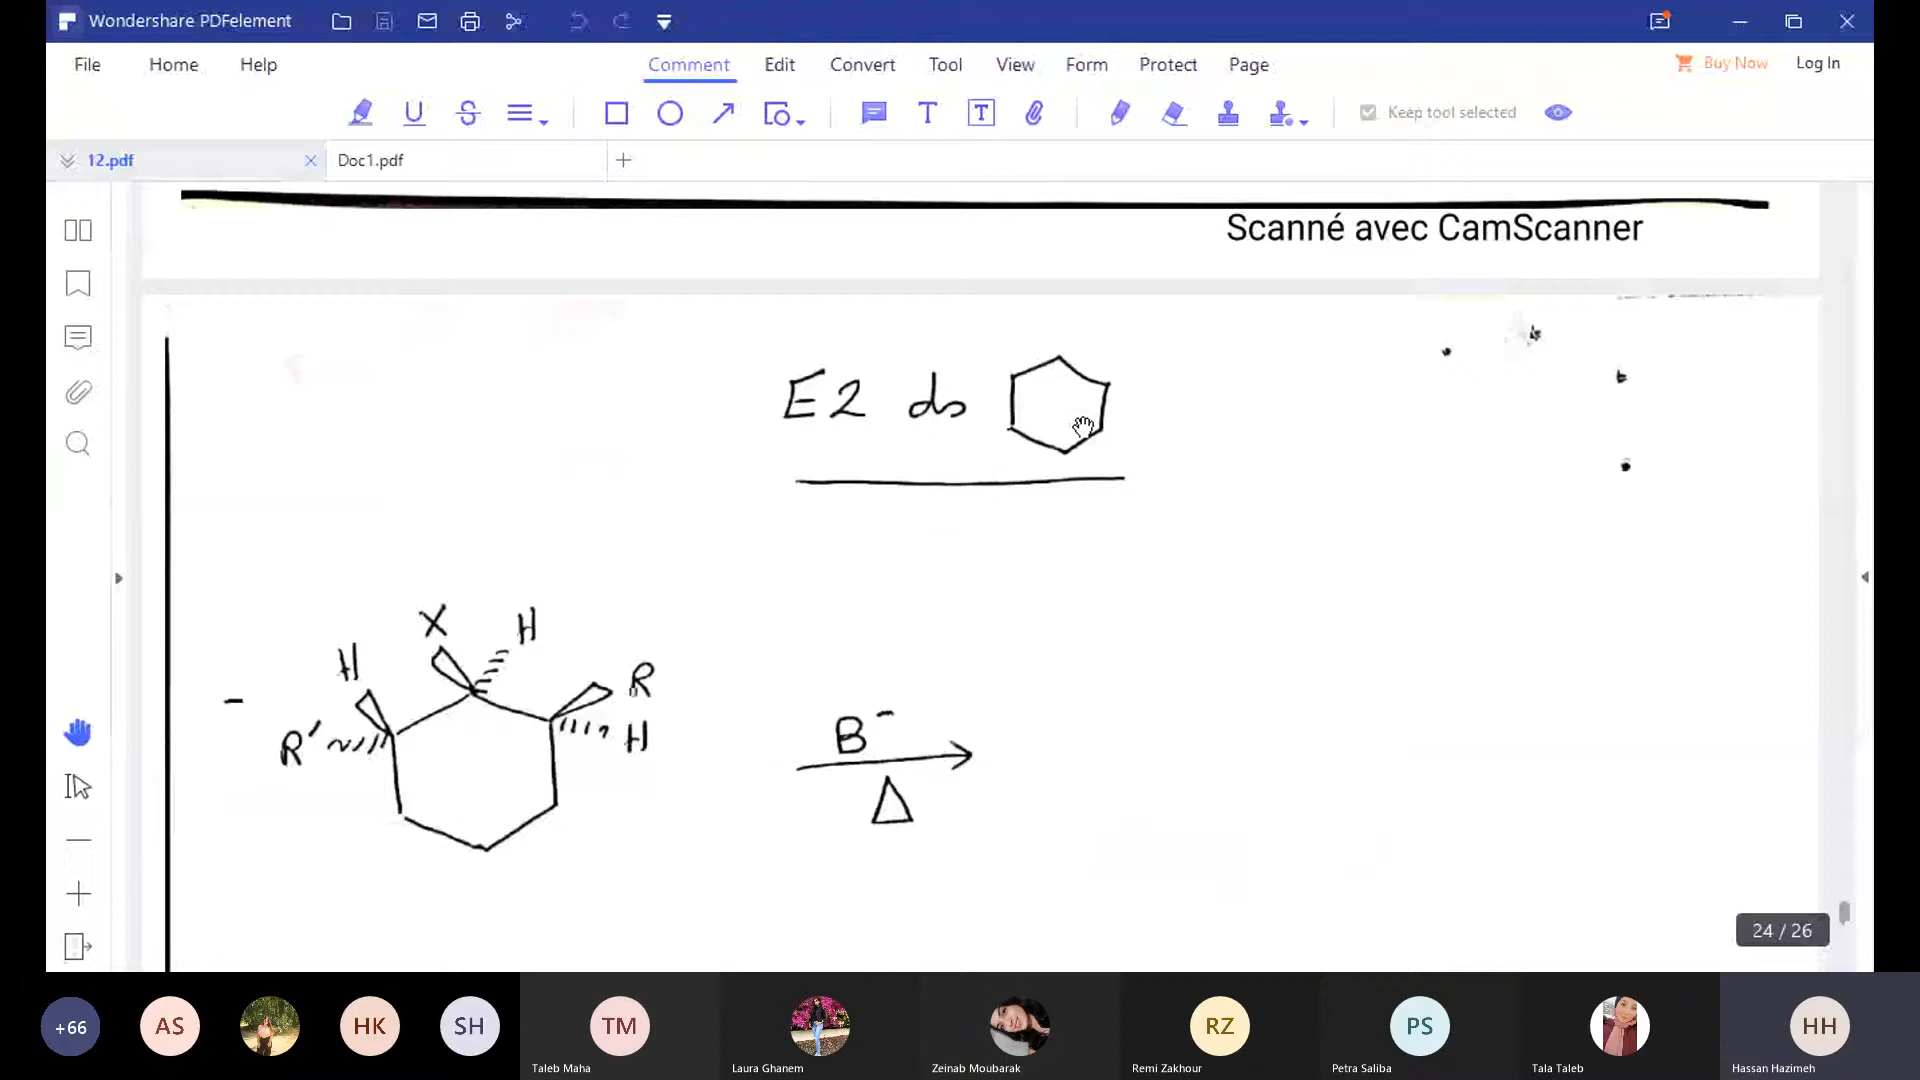 Wondershare PDFelement
File Home Help Comment Edit Convert Tool View Form Protect Page Buy Now Log In
T T Keep tool selected
12.pdf Doc1.pdf
Scanné avec CamScanner
E2 ds
X H
H R
R' H
B⁻
Δ
24 / 26
+66 AS HK SH TM RZ PS HH
Taleb Maha Laura Ghanem Zeinab Moubarak Remi Zakhour Petra Saliba Tala Taleb Hassan Hazimeh